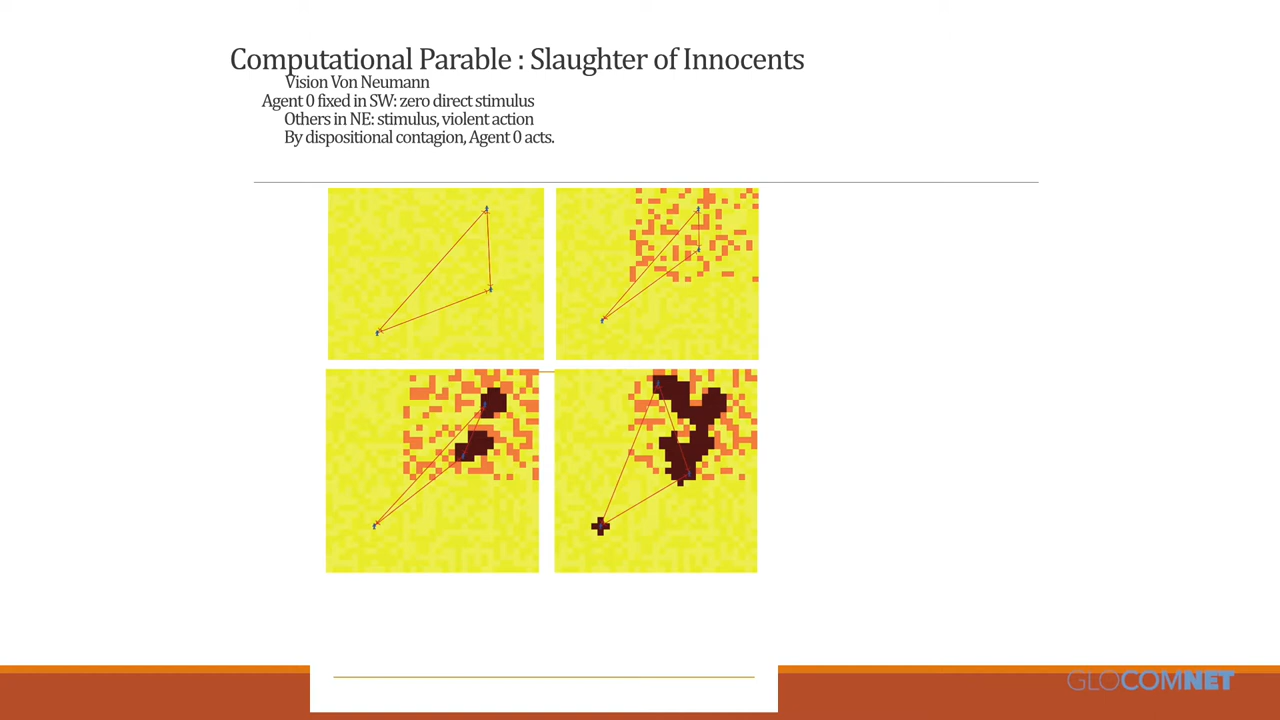 Computational Parable : Slaughter of Innocents
Vision Von Neumann
Agent 0 fixed in SW: zero direct stimulus
Others in NE: stimulus, violent action
By dispositional contagion, Agent 0 acts.
GLOCOMNET